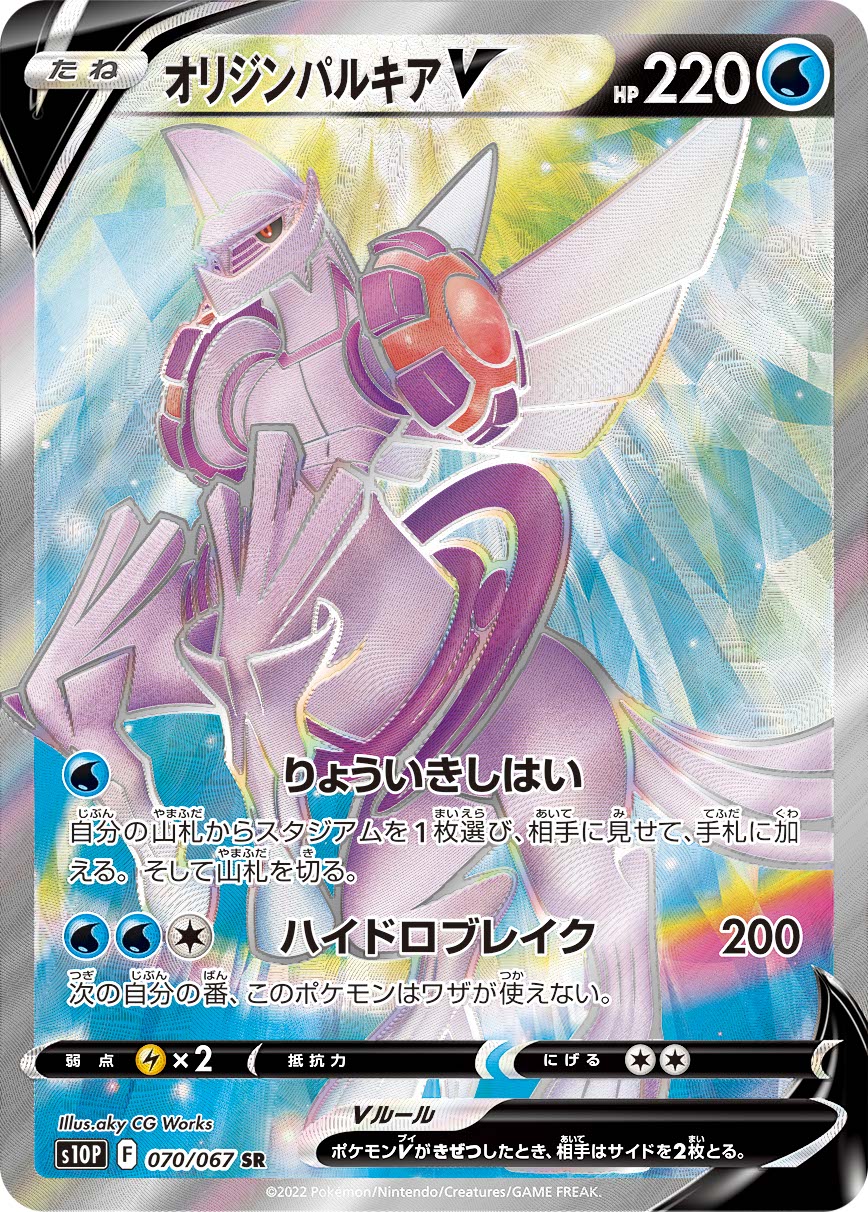 たね オリジンパルキアV HP 220
りょういきしはい
自分の山札からスタジアムを1枚選び、相手に見せて、手札に加
える。そして山札を切る。
ハイドロブレイク 200
次の自分の番、このポケモンはワザが使えない。
弱点 ×2 抵抗力 にげる
Illus.aky CG Works
Vルール
ポケモンVがきぜつしたとき、相手はサイドを2枚とる。
s10P F 070/067 SR
©2022 Pokémon/Nintendo/Creatures/GAME FREAK.